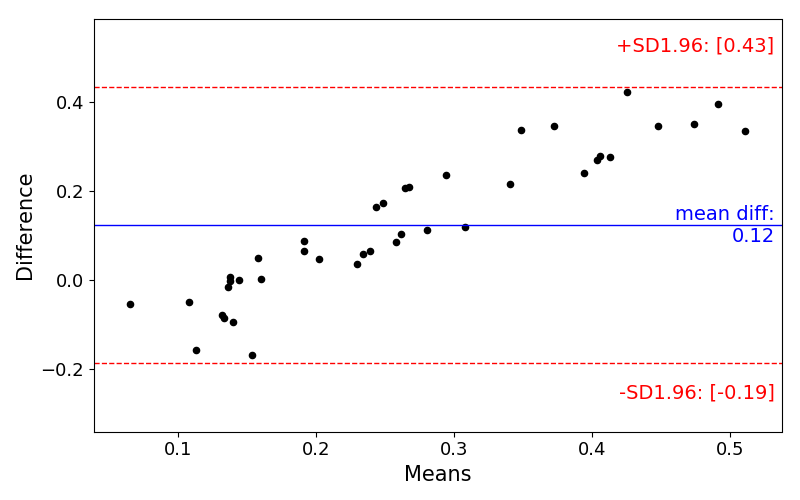 +SD1.96: [0.43]
0.4
0.2
mean diff:
0.12
0.0
−0.2
-SD1.96: [-0.19]
Difference
0.1 0.2 0.3 0.4 0.5
Means